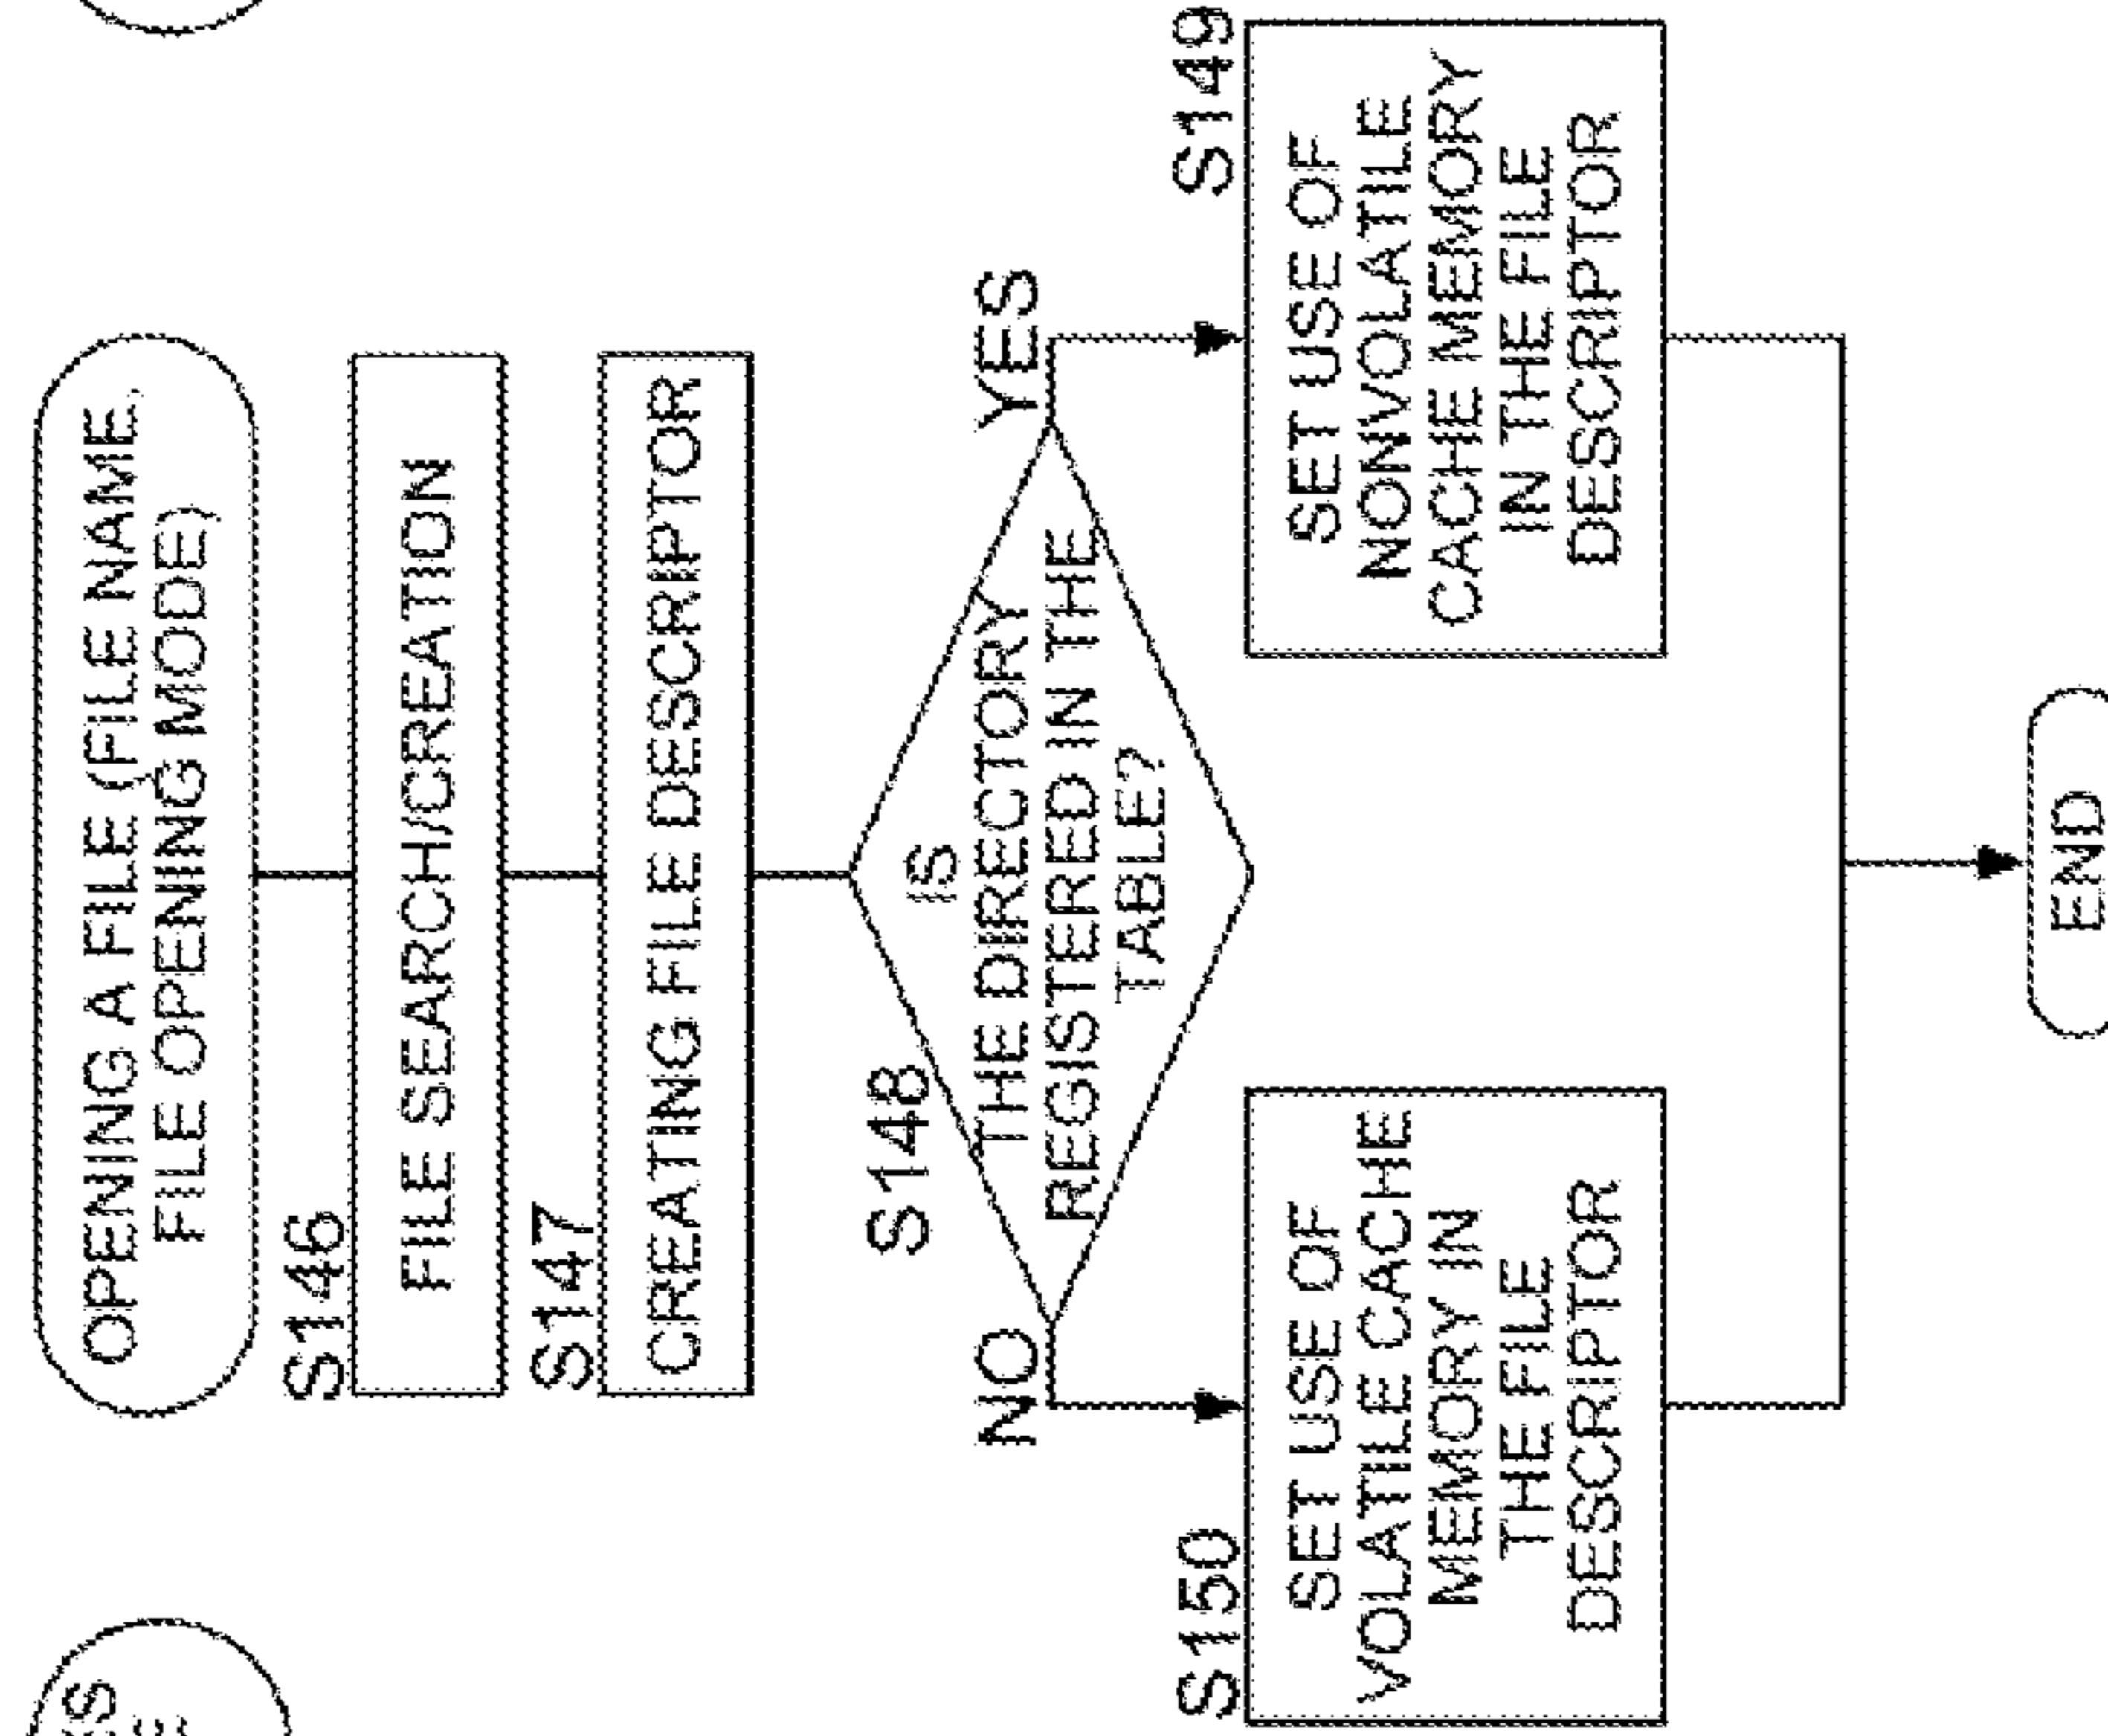 OPENING A FILE (FILE NAME,
FILE OPENING MODE)
S146
FILE SEARCH/CREATION
S147
CREATING FILE DESCRIPTOR
S148
IS
THE DIRECTORY
REGISTERED IN THE
TABLE?
NO
YES
S150
SET USE OF
VOLATILE CACHE
MEMORY IN
THE FILE
DESCRIPTOR
S149
SET USE OF
NONVOLATILE
CACHE MEMORY
IN THE FILE
DESCRIPTOR
END